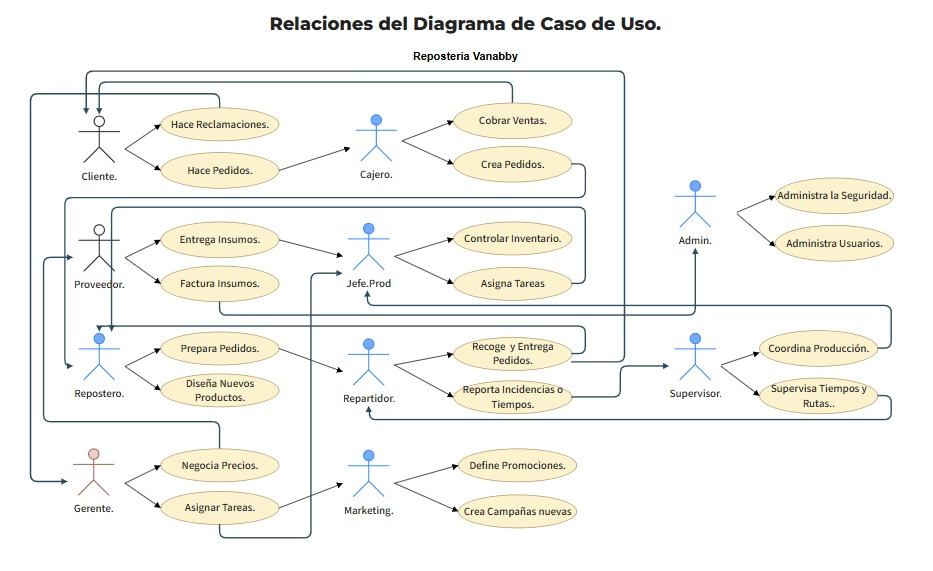 Relaciones del Diagrama de Caso de Uso.
Reposteria Vanabby
Hace Reclamaciones.
Hace Pedidos.
Cliente.
Cobrar Ventas.
Crea Pedidos.
Cajero.
Administra la Seguridad.
Administra Usuarios.
Admin.
Entrega Insumos.
Factura Insumos.
Proveedor.
Controlar Inventario.
Asigna Tareas
Jefe.Prod
Prepara Pedidos.
Diseña Nuevos
Productos.
Repostero.
Recoge y Entrega
Pedidos.
Reporta Incidencias o
Tiempos.
Repartidor.
Coordina Producción.
Supervisa Tiempos y
Rutas..
Supervisor.
Negocia Precios.
Asignar Tareas.
Gerente.
Define Promociones.
Crea Campañas nuevas
Marketing.